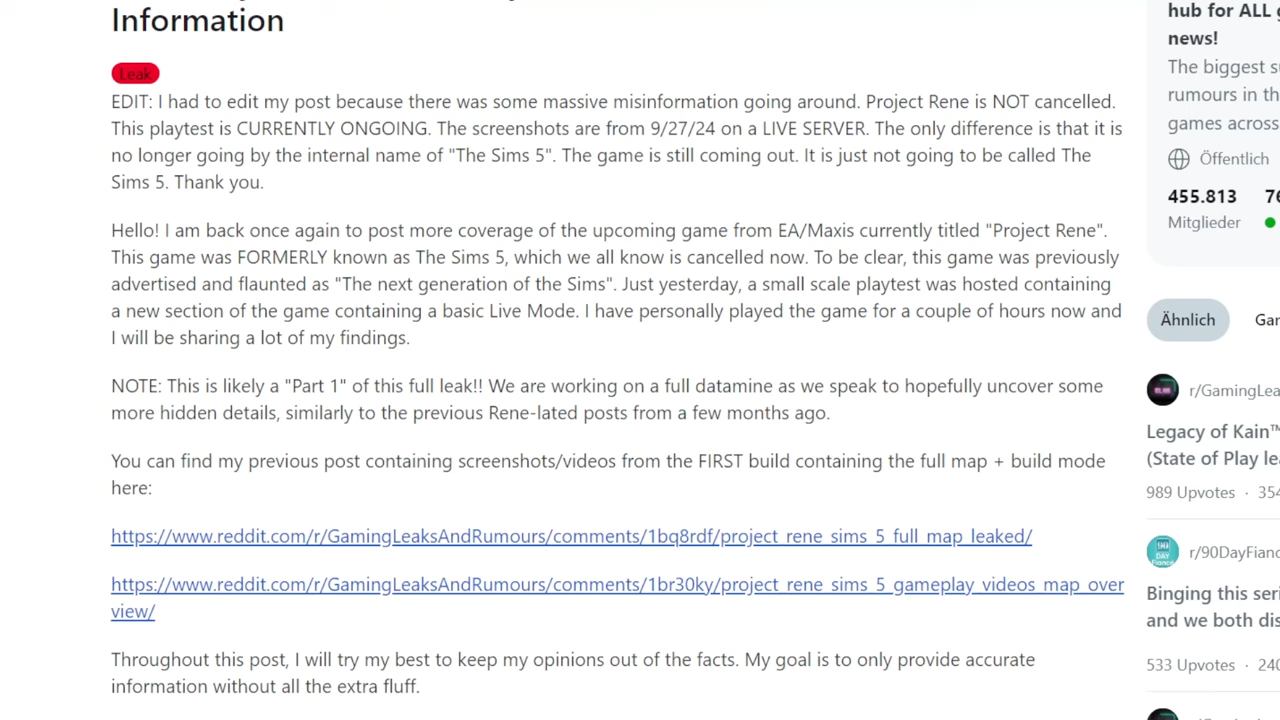 Information
Leak
EDIT: I had to edit my post because there was some massive misinformation going around. Project Rene is NOT cancelled.
This playtest is CURRENTLY ONGOING. The screenshots are from 9/27/24 on a LIVE SERVER. The only difference is that it is
no longer going by the internal name of "The Sims 5". The game is still coming out. It is just not going to be called The
Sims 5. Thank you.
Hello! I am back once again to post more coverage of the upcoming game from EA/Maxis currently titled "Project Rene".
This game was FORMERLY known as The Sims 5, which we all know is cancelled now. To be clear, this game was previously
advertised and flaunted as "The next generation of the Sims". Just yesterday, a small scale playtest was hosted containing
a new section of the game containing a basic Live Mode. I have personally played the game for a couple of hours now and
I will be sharing a lot of my findings.
NOTE: This is likely a "Part 1" of this full leak!! We are working on a full datamine as we speak to hopefully uncover some
more hidden details, similarly to the previous Rene-lated posts from a few months ago.
You can find my previous post containing screenshots/videos from the FIRST build containing the full map + build mode
here:
https://www.reddit.com/r/GamingLeaksAndRumours/comments/1bq8rdf/project_rene_sims_5_full_map_leaked/
https://www.reddit.com/r/GamingLeaksAndRumours/comments/1br30ky/project_rene_sims_5_gameplay_videos_map_over
view/
Throughout this post, I will try my best to keep my opinions out of the facts. My goal is to only provide accurate
information without all the extra fluff.
hub for ALL
news!
The biggest
rumours in
games across
Öffentlich
455.813
Mitglieder
Ähnlich
r/GamingLea
Legacy of Kain™
(State of Play
989 Upvotes ·
r/90DayFianc
Binging this
and we both
533 Upvotes ·
90 DAY Fiance